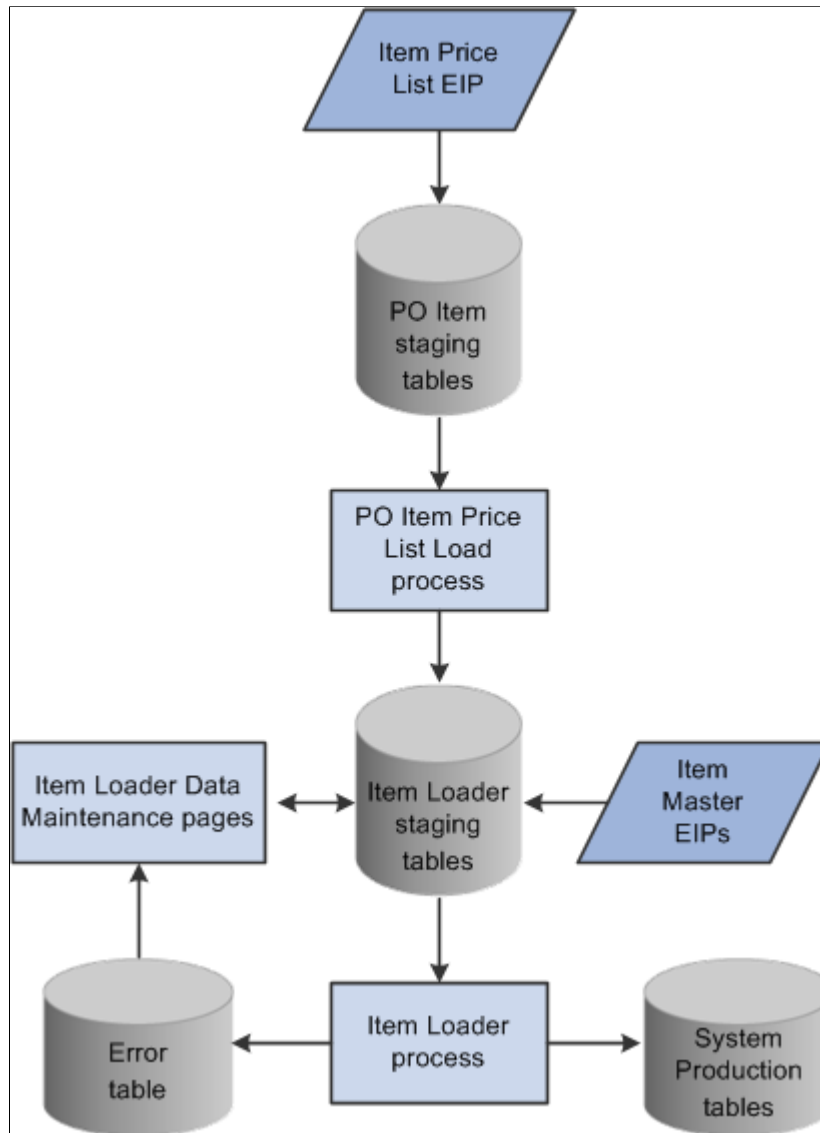 Item Price
List EIP
PO Item
staging
tables
PO Item Price
List Load
process
Item Loader Data
Maintenance pages
Item Loader
staging
tables
Item
Master
EIPs
Error
table
Item Loader
process
System
Production
tables